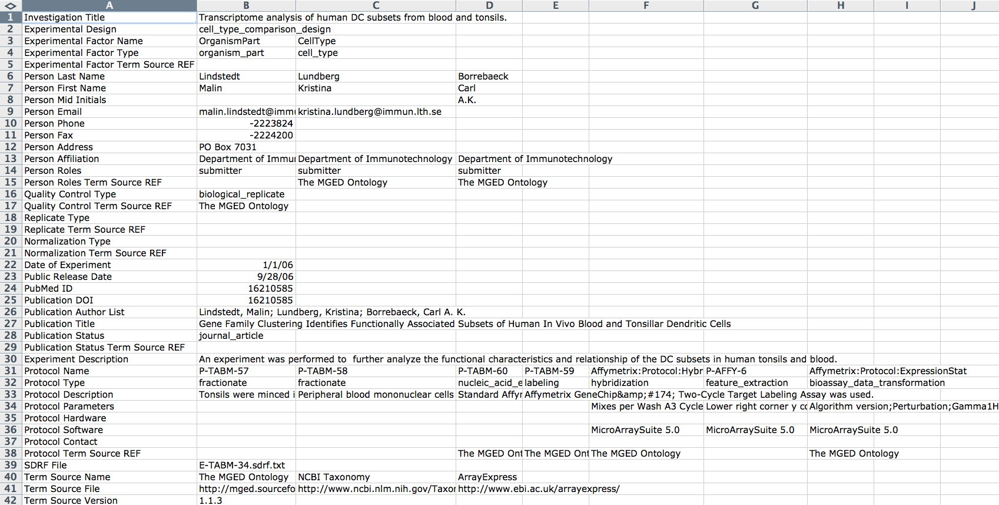 A B C D E F G H I J
1 Investigation Title Transcriptome analysis of human DC subsets from blood and tonsils.
2 Experimental Design cell_type_comparison_design
3 Experimental Factor Name OrganismPart CellType
4 Experimental Factor Type organism_part cell_type
5 Experimental Factor Term Source REF
6 Person Last Name Lindstedt Lundberg Borrebaeck
7 Person First Name Malin Kristina Carl
8 Person Mid Initials A.K.
9 Person Email malin.lindstedt@immu kristina.lundberg@immun.lth.se
10 Person Phone -2223824
11 Person Fax -2224200
12 Person Address PO Box 7031
13 Person Affiliation Department of Immu Department of Immunotechnology Department of Immunotechnology
14 Person Roles submitter submitter submitter
15 Person Roles Term Source REF The MGED Ontology The MGED Ontology
16 Quality Control Type biological_replicate
17 Quality Control Term Source REF The MGED Ontology
18 Replicate Type
19 Replicate Term Source REF
20 Normalization Type
21 Normalization Term Source REF
22 Date of Experiment 1/1/06
23 Public Release Date 9/28/06
24 PubMed ID 16210585
25 Publication DOI 16210585
26 Publication Author List Lindstedt, Malin; Lundberg, Kristina; Borrebaeck, Carl A. K.
27 Publication Title Gene Family Clustering Identifies Functionally Associated Subsets of Human In Vivo Blood and Tonsillar Dendritic Cells
28 Publication Status journal_article
29 Publication Status Term Source REF
30 Experiment Description An experiment was performed to  further analyze the functional characteristics and relationship of the DC subsets in human tonsils and blood.
31 Protocol Name P-TABM-57 P-TABM-58 P-TABM-60 P-TABM-59 Affymetrix:Protocol:Hybr P-AFFY-6 Affymetrix:Protocol:ExpressionStat
32 Protocol Type fractionate fractionate nucleic_acid_e labeling hybridization feature_extraction bioassay_data_transformation
33 Protocol Description Tonsils were minced i Peripheral blood mononuclear cells Standard Affyr Affymetrix GeneChip&amp;#174; Two-Cycle Target Labeling Assay was used.
34 Protocol Parameters Mixes per Wash A3 Cycle Lower right corner y co Algorithm version;Perturbation;Gamma1H
35 Protocol Hardware
36 Protocol Software MicroArraySuite 5.0 MicroArraySuite 5.0 MicroArraySuite 5.0
37 Protocol Contact
38 Protocol Term Source REF The MGED Ont The MGED Ont The MGED Ontology The MGED Ontology
39 SDRF File E-TABM-34.sdrf.txt
40 Term Source Name The MGED Ontology NCBI Taxonomy ArrayExpress
41 Term Source File http://mged.sourcefo http://www.ncbi.nlm.nih.gov/Taxor http://www.ebi.ac.uk/arrayexpress/
42 Term Source Version 1.1.3